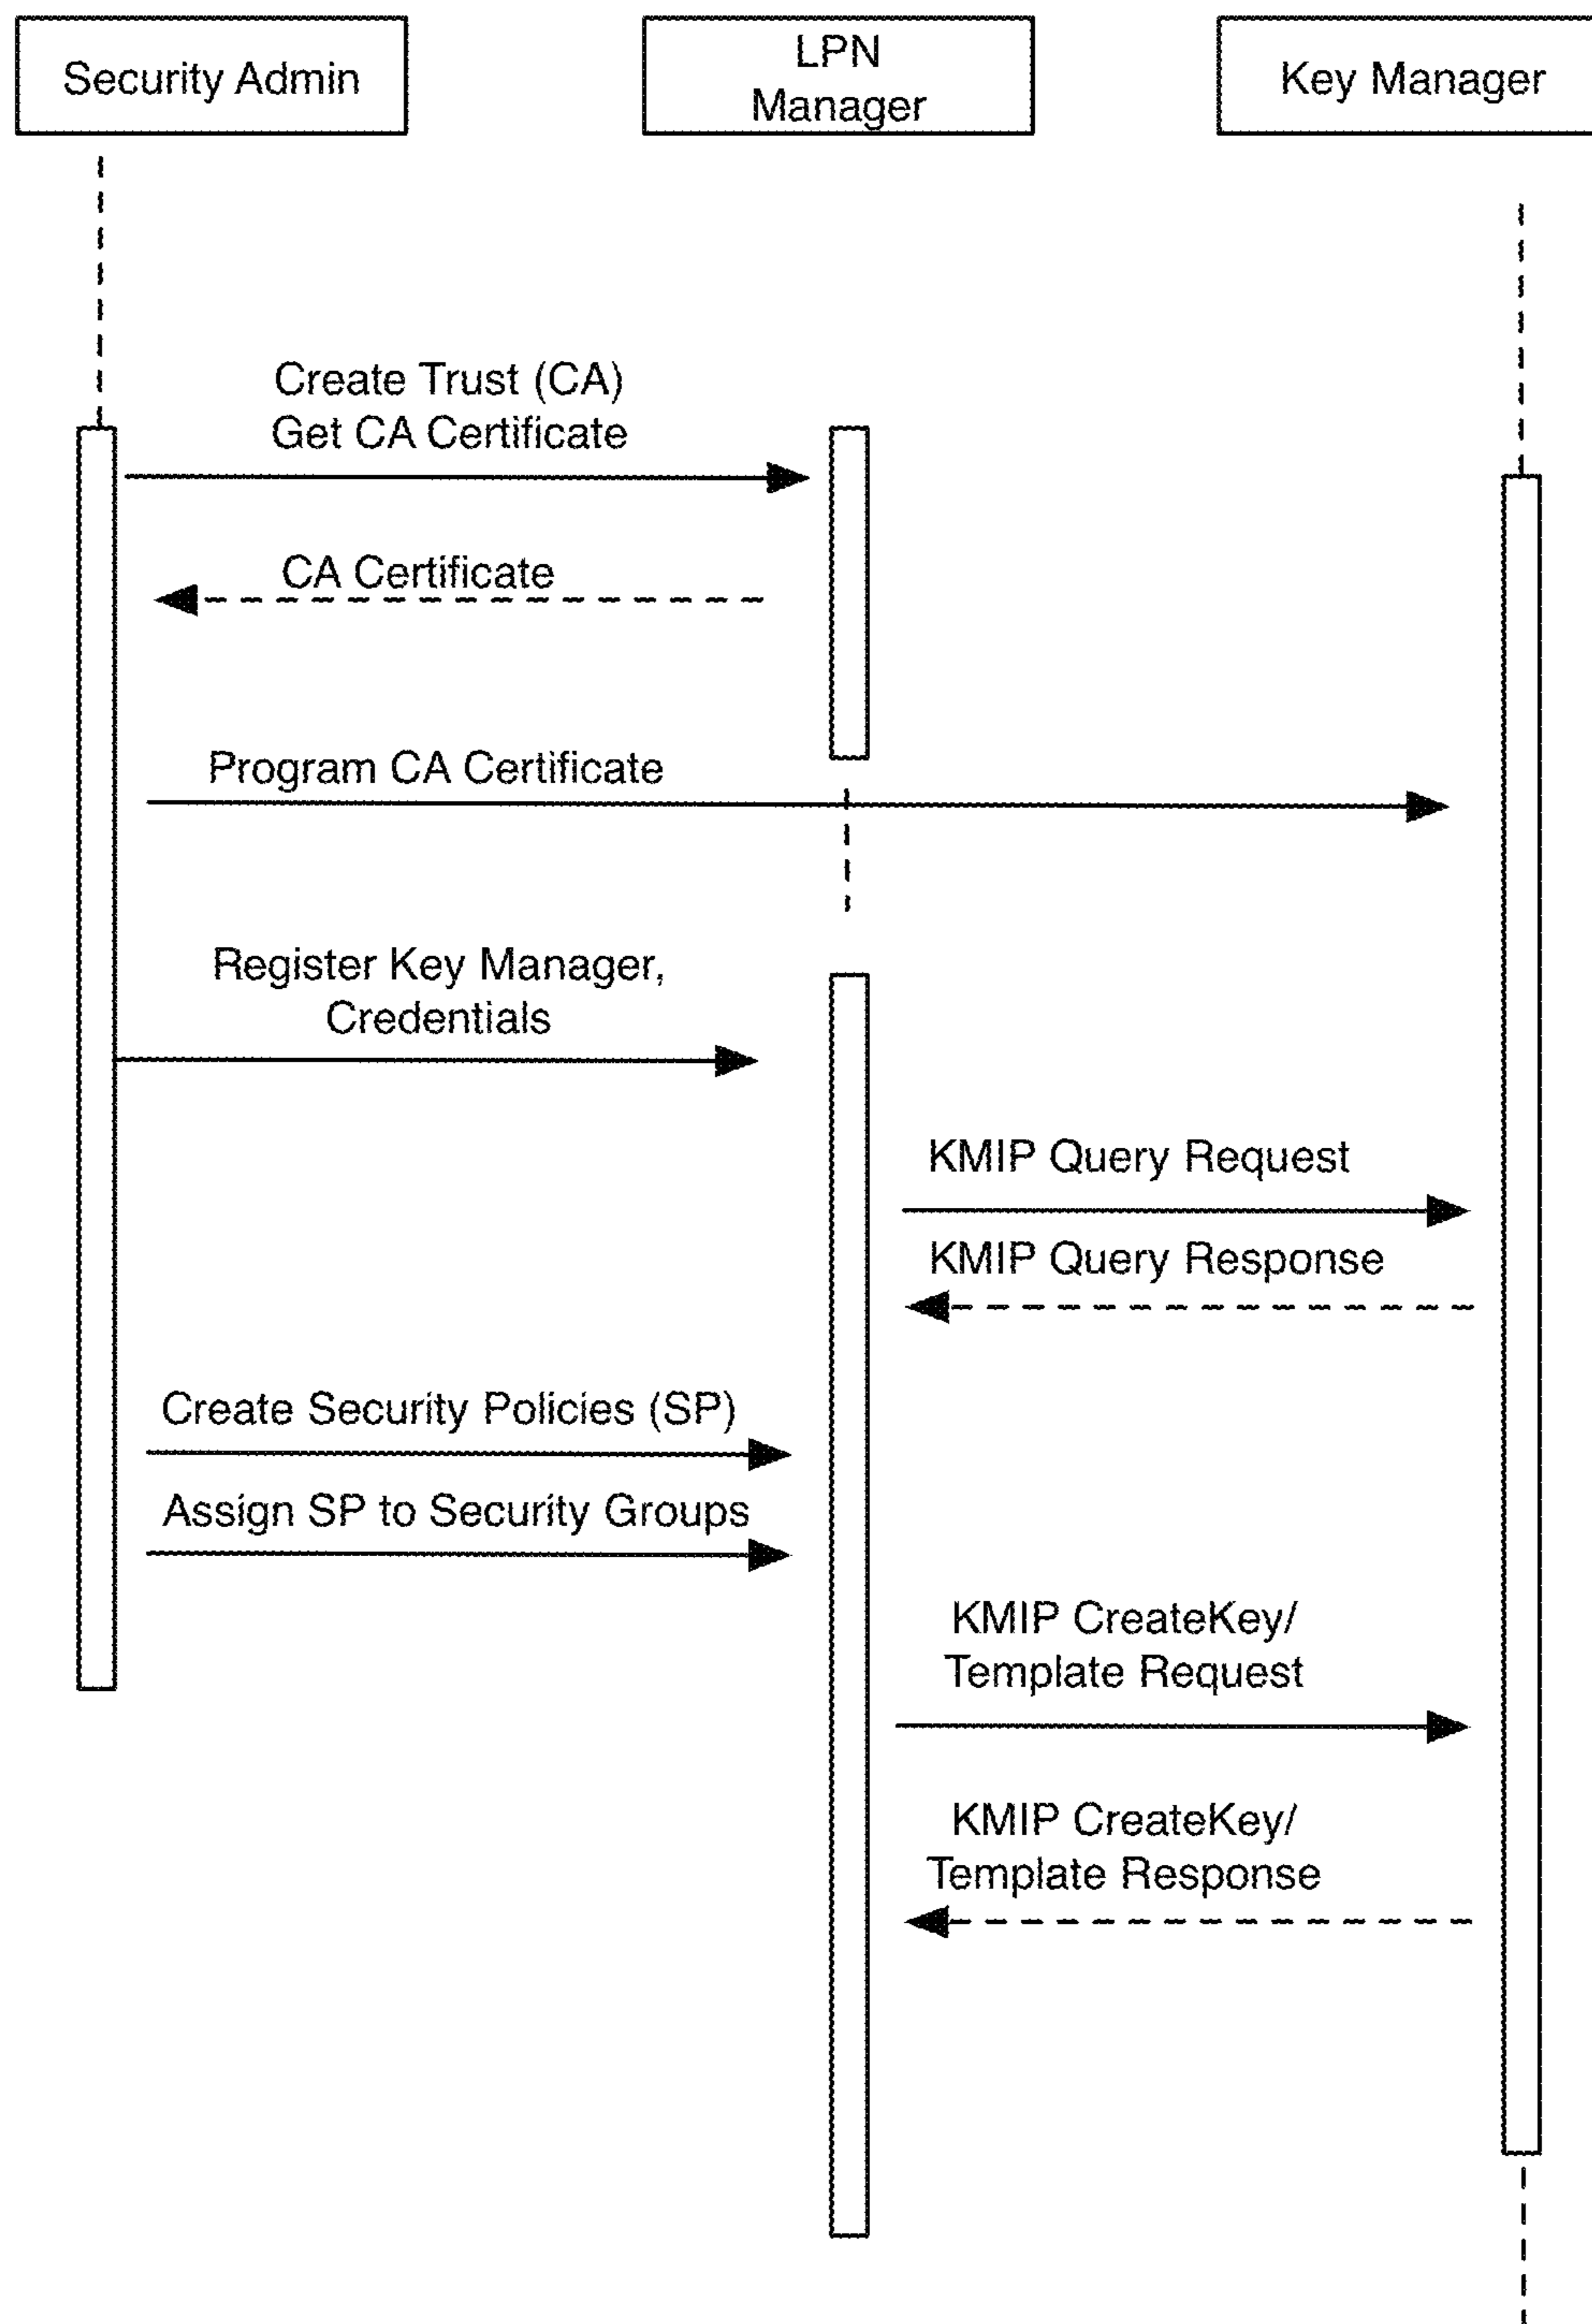 Security Admin
LPN
Manager
Key Manager
Create Trust (CA)
Get CA Certificate
CA Certificate
Program CA Certificate
Register Key Manager,
Credentials
KMIP Query Request
KMIP Query Response
Create Security Policies (SP)
Assign SP to Security Groups
KMIP CreateKey/
Template Request
KMIP CreateKey/
Template Response